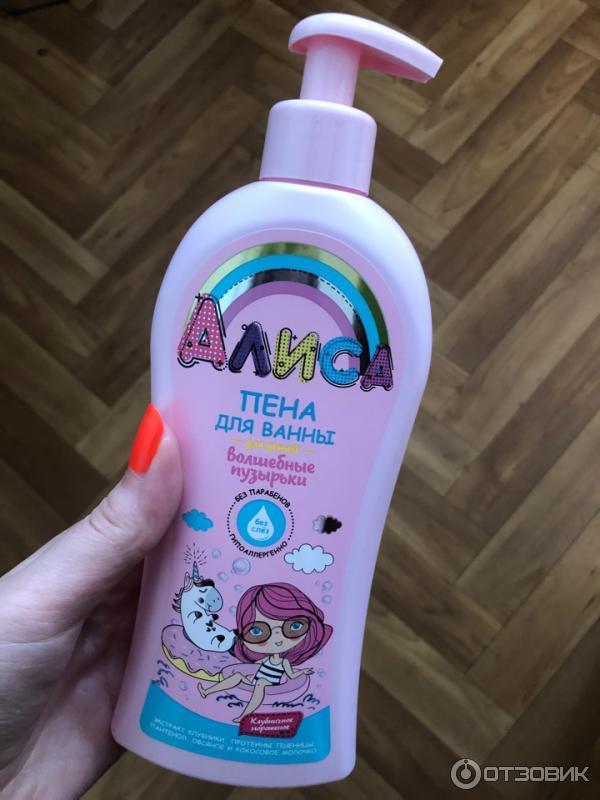 АЛИСА
ПЕНА
ДЛЯ ВАННЫ
для детей
ВОЛШЕБНЫЕ
ПУЗЫРЬКИ
БЕЗ ПАРАБЕНОВ
без
слёз
ГИПОАЛЛЕРГЕННО
Клубничное
мороженое
ЭКСТРАКТ КЛУБНИКИ, ПРОТЕИНЫ ПШЕНИЦЫ,
ПАНТЕНОЛ, ОВСЯНОЕ И КОКОСОВОЕ МОЛОЧКО
ОТЗОВИК